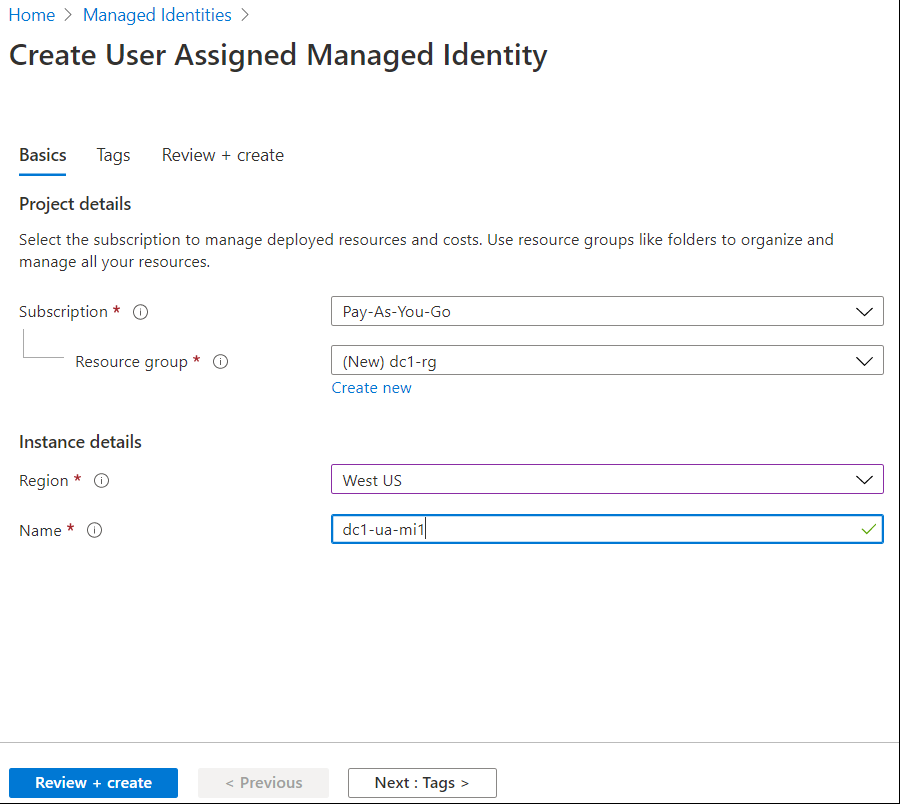 Home > Managed Identities >
Create User Assigned Managed Identity
Basics Tags Review + create
Project details
Select the subscription to manage deployed resources and costs. Use resource groups like folders to organize and
manage all your resources.
Subscription * Pay-As-You-Go
Resource group * (New) dc1-rg
Create new
Instance details
Region * West US
Name * dc1-ua-mi1
Review + create < Previous Next : Tags >